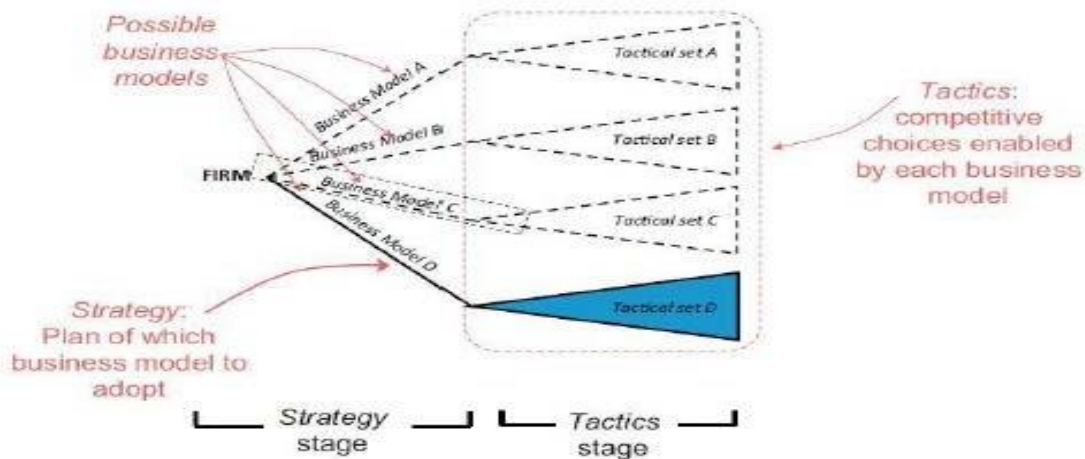 Possible
business
models
Business Model A
Business Model B
Business Model C
Business Model D
FIRM
Tactical set A
Tactical set B
Tactical set C
Tactical set D
Tactics:
competitive
choices enabled
by each business
model
Strategy:
Plan of which
business model to
adopt
Strategy
stage
Tactics
stage